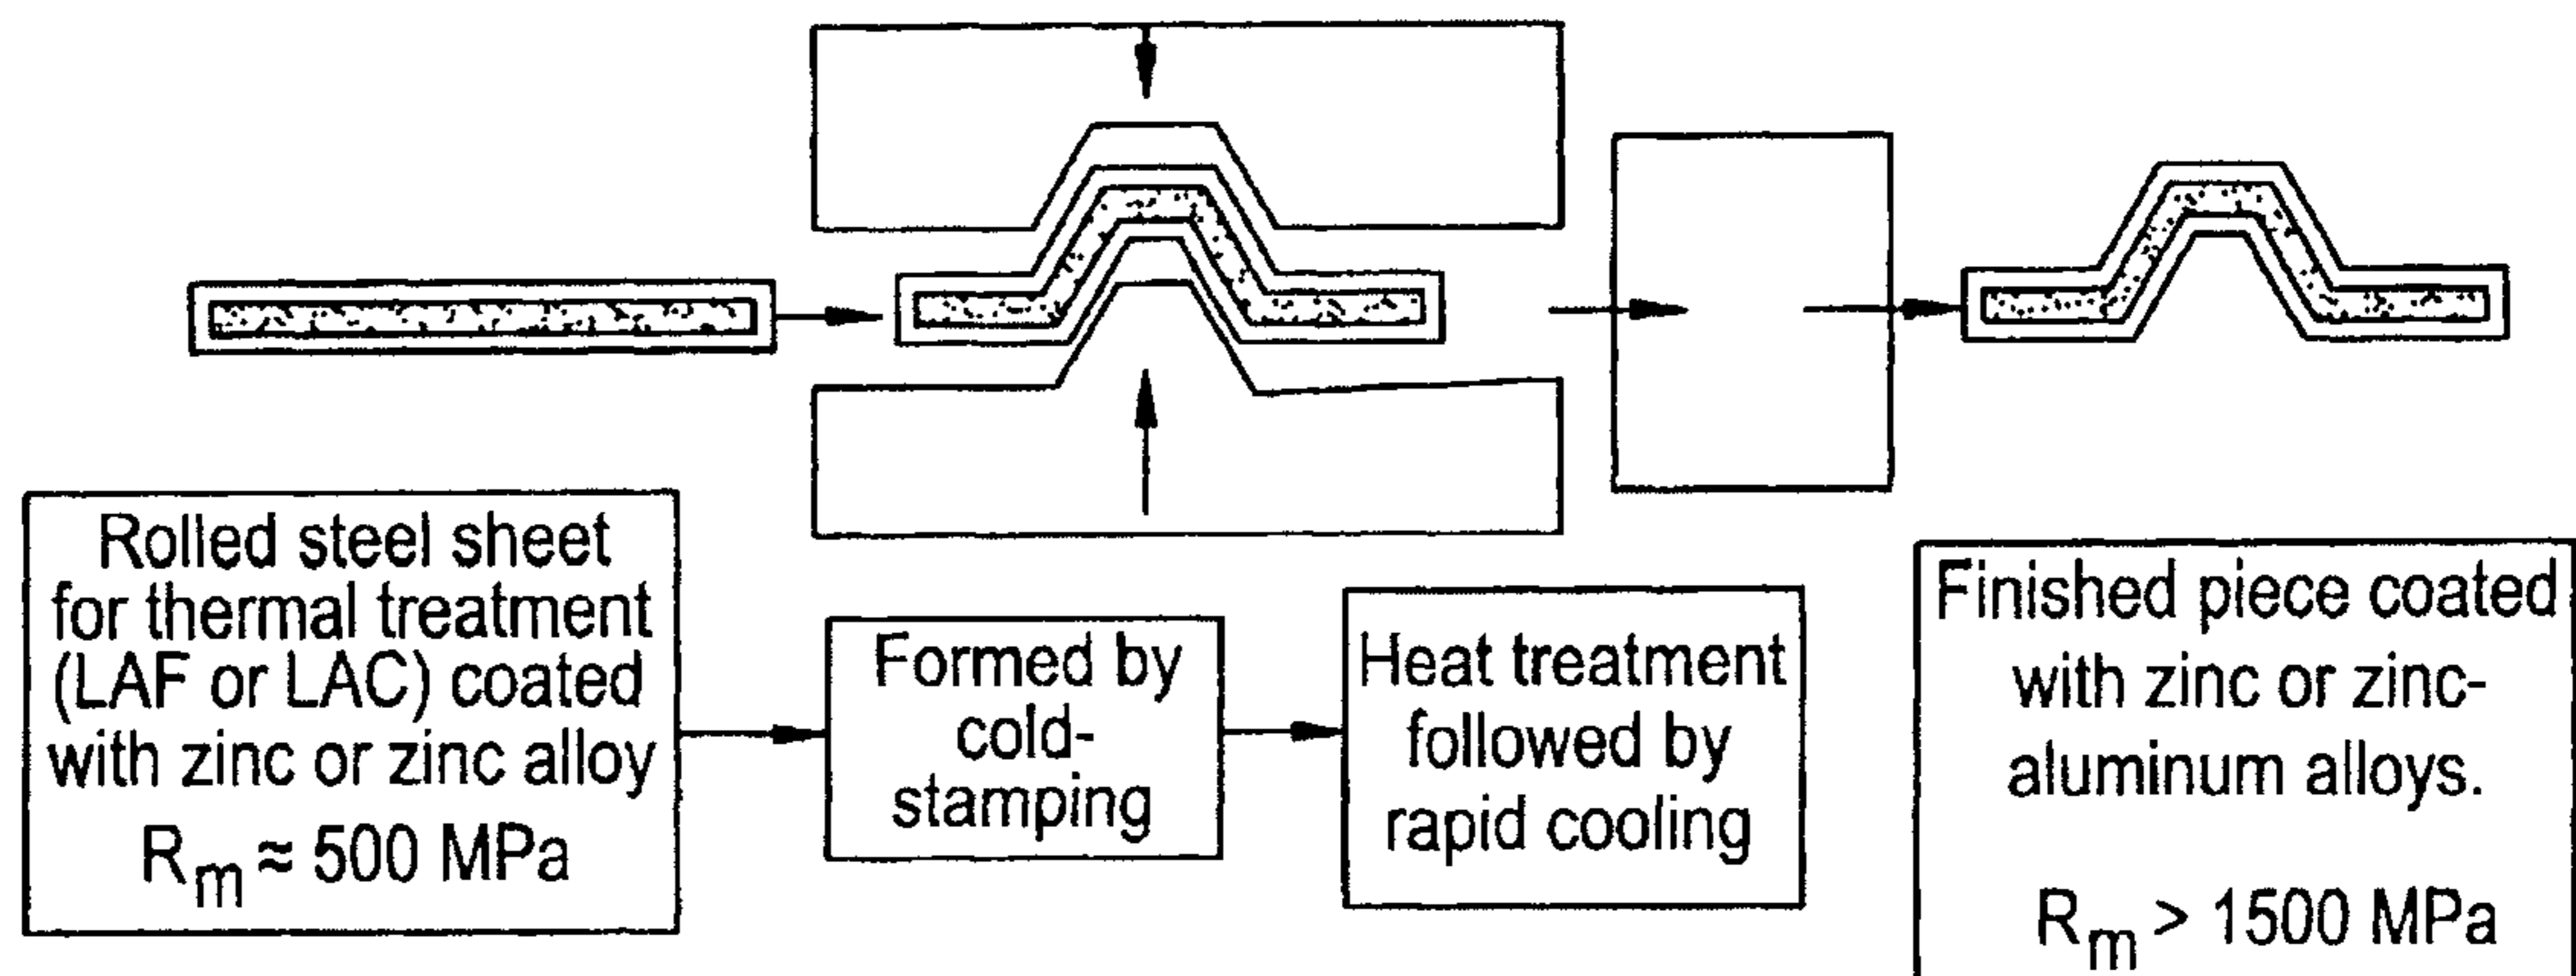 Rolled steel sheet
for thermal treatment
(LAF or LAC) coated
with zinc or zinc alloy
Rm ≈ 500 MPa
Formed by
cold-
stamping
Heat treatment
followed by
rapid cooling
Finished piece coated
with zinc or zinc-
aluminum alloys.
Rm > 1500 MPa